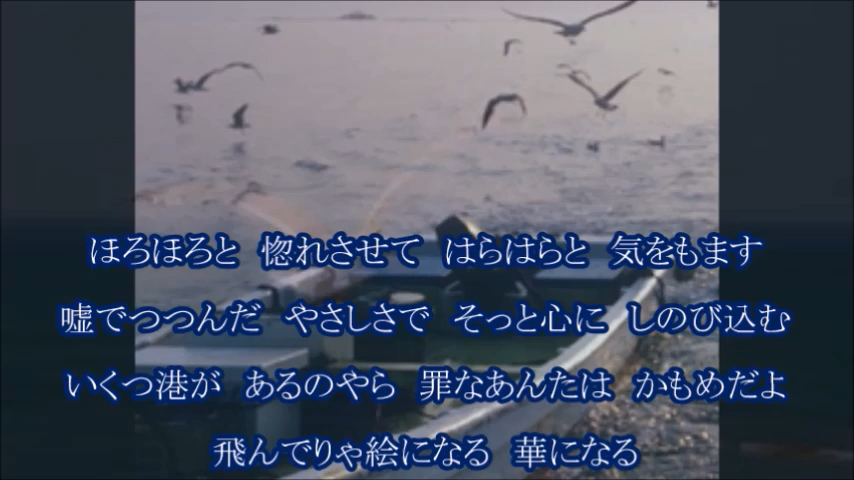 ほろほろと 惚れさせて はらはらと 気をもます
嘘でつつんだ やさしさで そっと心に しのび込む
いくつ港が あるのやら 罪なあんたは かもめだよ
飛んでりゃ絵になる 華になる